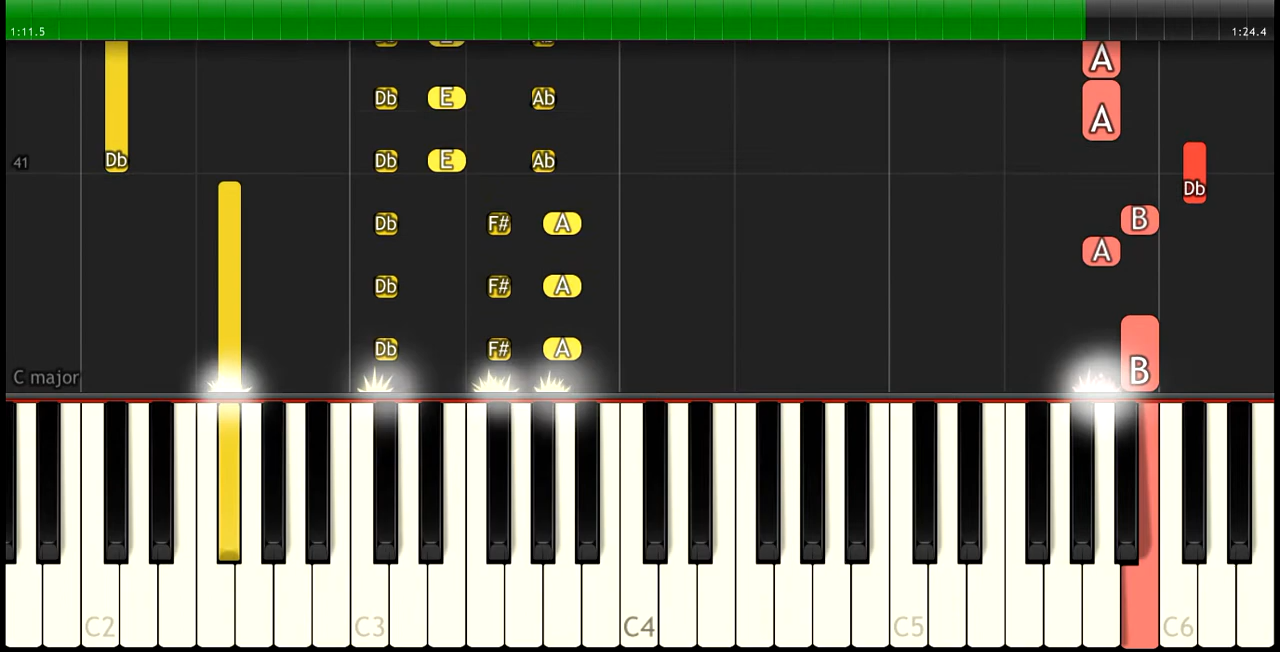 1:11.5 1:24.4
E A
Db E Ab A
41 Db Db E Ab
Db
Db F# A B
A
Db F# A
Db F# A
C major B
C2 C3 C4 C5 C6